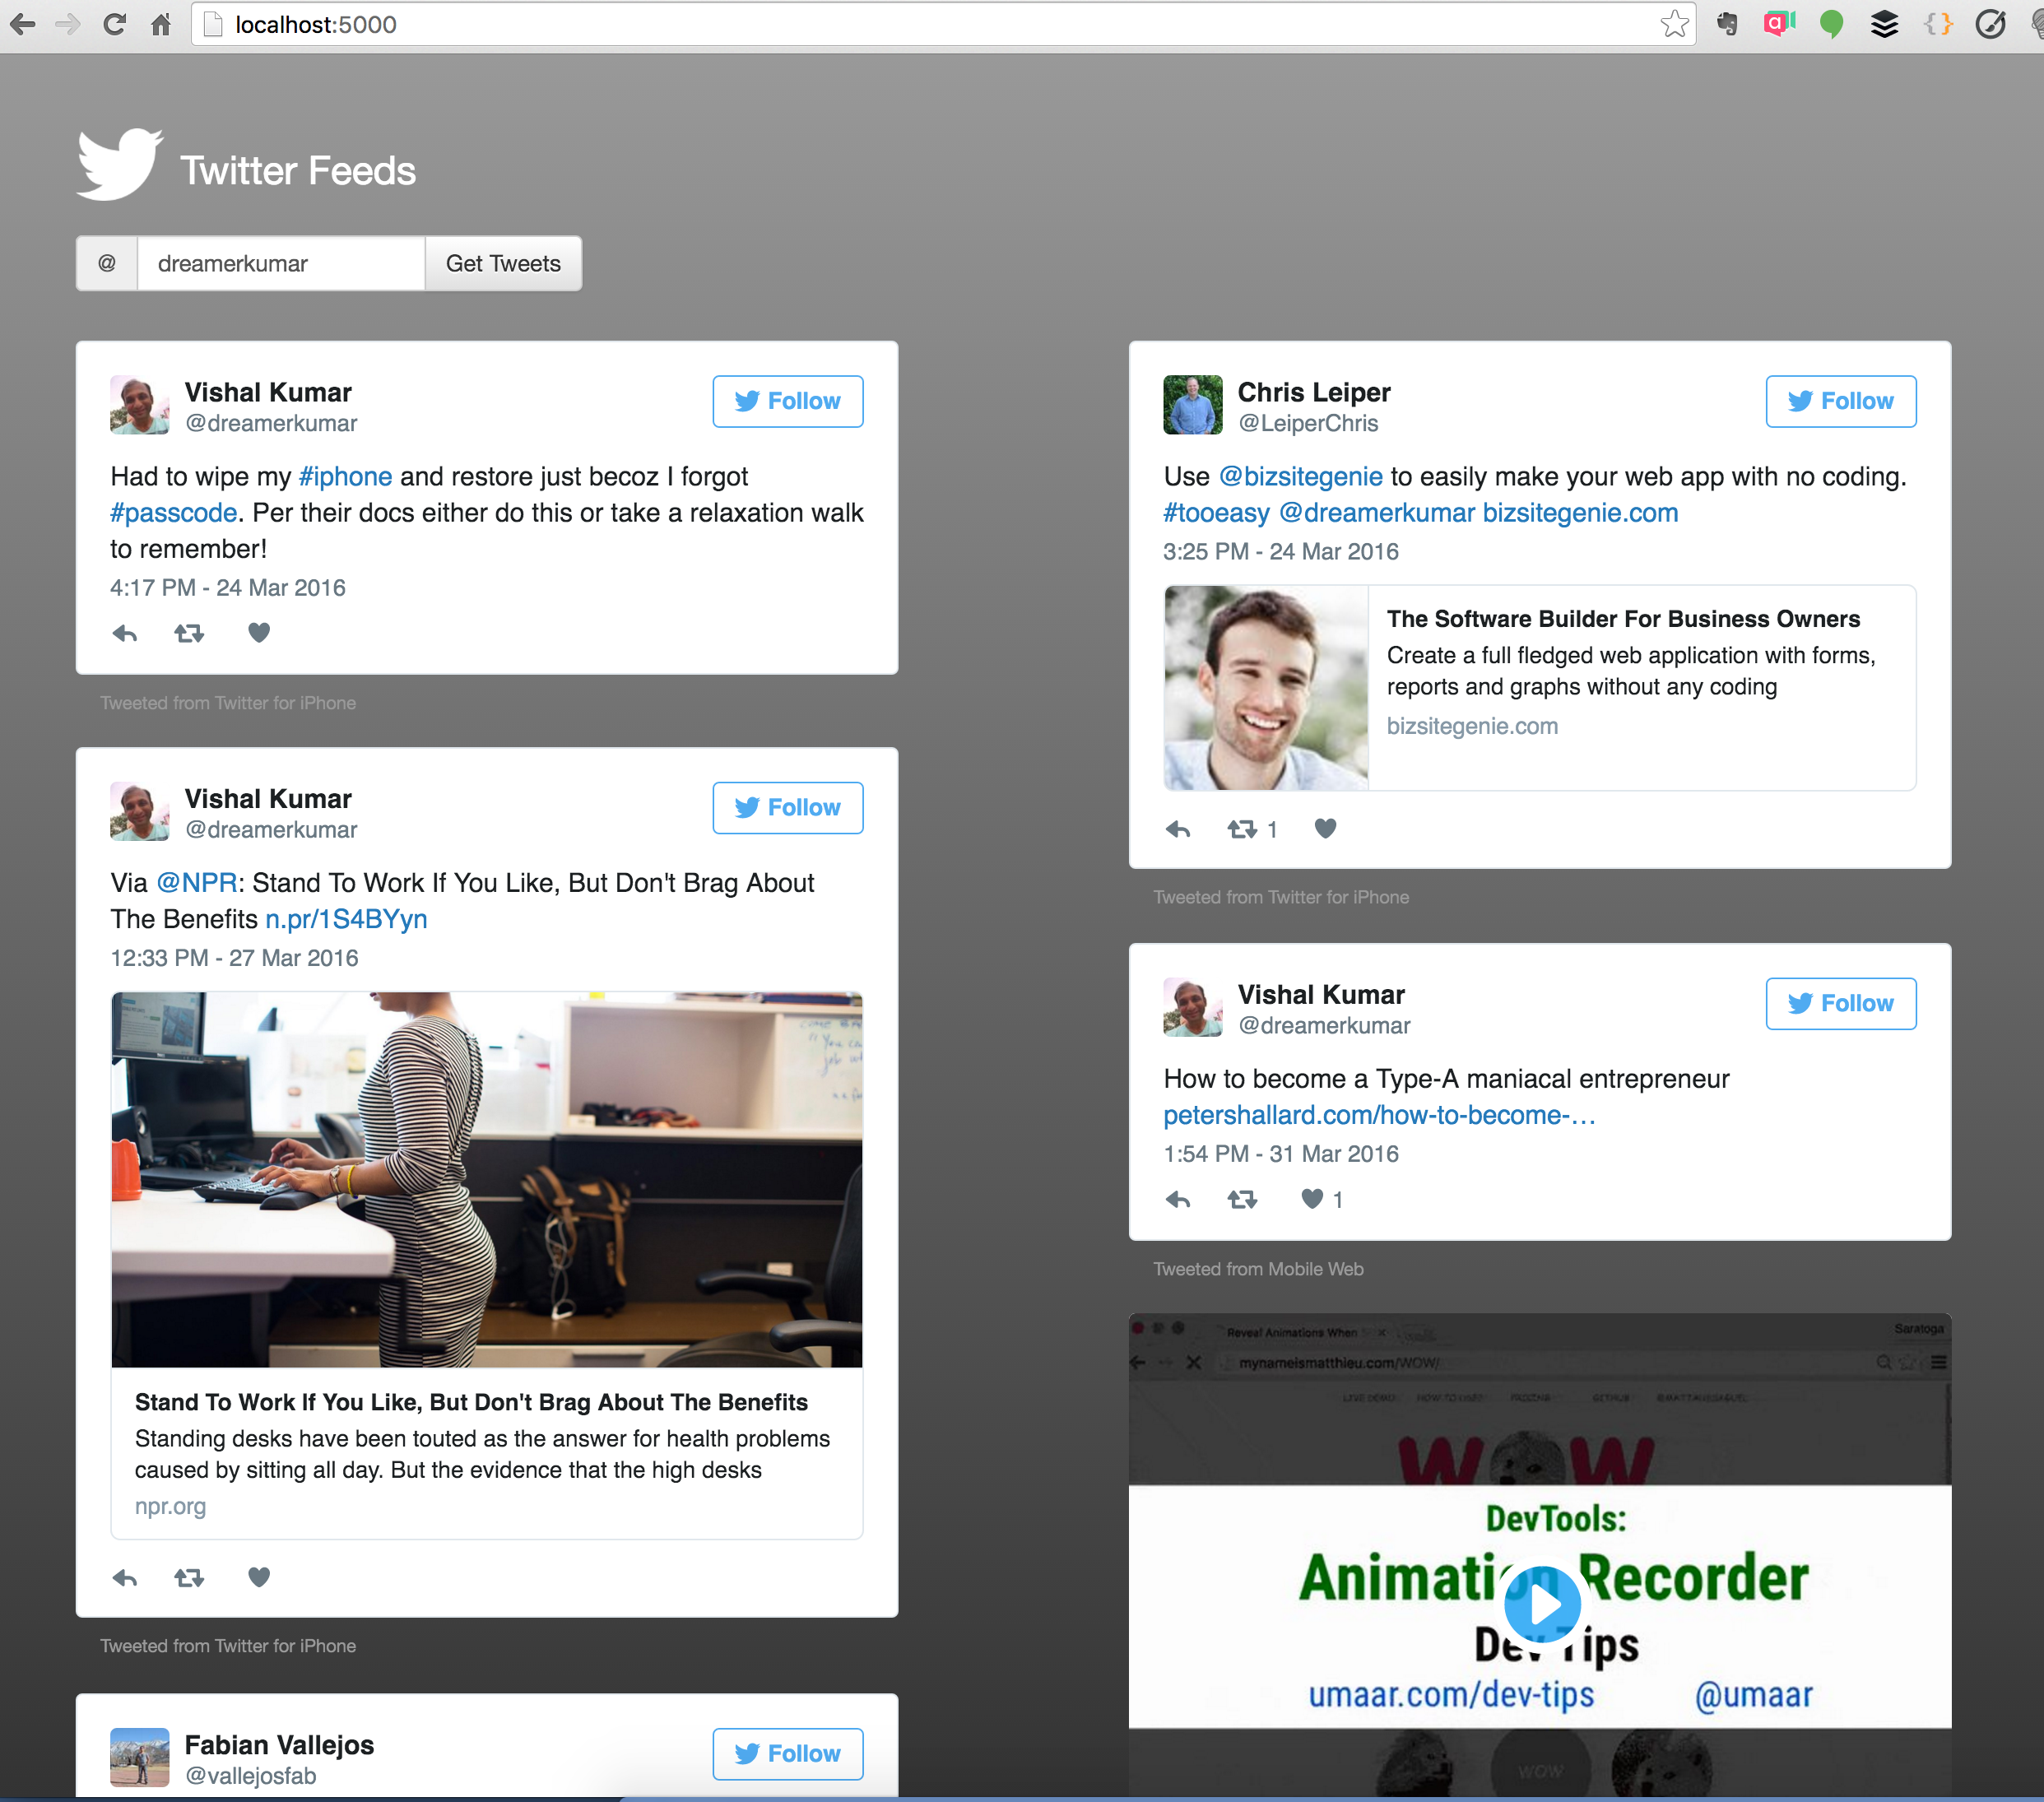 localhost:5000
Twitter Feeds
@ dreamerkumar Get Tweets
Vishal Kumar
@dreamerkumar
Follow
Had to wipe my #iphone and restore just becoz I forgot
#passcode. Per their docs either do this or take a relaxation walk
to remember!
4:17 PM - 24 Mar 2016
Tweeted from Twitter for iPhone
Vishal Kumar
@dreamerkumar
Follow
Via @NPR: Stand To Work If You Like, But Don't Brag About
The Benefits n.pr/1S4BYyn
12:33 PM - 27 Mar 2016
Stand To Work If You Like, But Don't Brag About The Benefits
Standing desks have been touted as the answer for health problems
caused by sitting all day. But the evidence that the high desks
npr.org
Tweeted from Twitter for iPhone
Fabian Vallejos
@vallejosfab
Follow
Chris Leiper
@LeiperChris
Follow
Use @bizsitegenie to easily make your web app with no coding.
#tooeasy @dreamerkumar bizsitegenie.com
3:25 PM - 24 Mar 2016
The Software Builder For Business Owners
Create a full fledged web application with forms,
reports and graphs without any coding
bizsitegenie.com
1
Tweeted from Twitter for iPhone
Vishal Kumar
@dreamerkumar
Follow
How to become a Type-A maniacal entrepreneur
petershallard.com/how-to-become-…
1:54 PM - 31 Mar 2016
1
Tweeted from Mobile Web
Reveal Animations When
Saratoga
mynameismatthieu.com/WOW/
LIVE DEMO HOW TO USE? PRICING GITHUB
WOW
DevTools:
Animation Recorder
Dev Tips
umaar.com/dev-tips @umaar
WOW